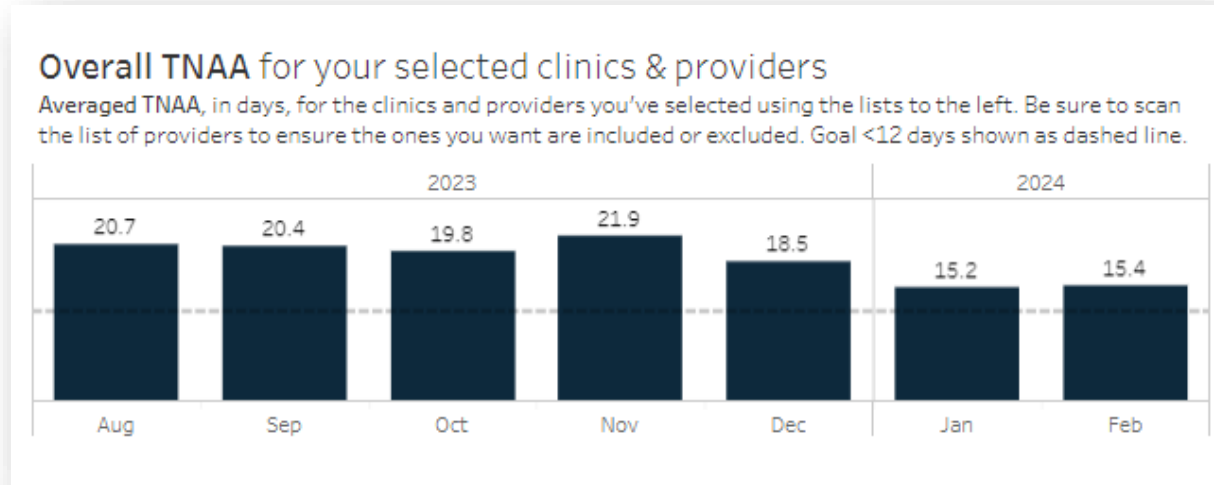 Overall TNAA for your selected clinics & providers
Averaged TNAA, in days, for the clinics and providers you've selected using the lists to the left. Be sure to scan
the list of providers to ensure the ones you want are included or excluded. Goal <12 days shown as dashed line.
2023 2024
20.7 20.4 19.8 21.9 18.5 15.2 15.4
Aug Sep Oct Nov Dec Jan Feb